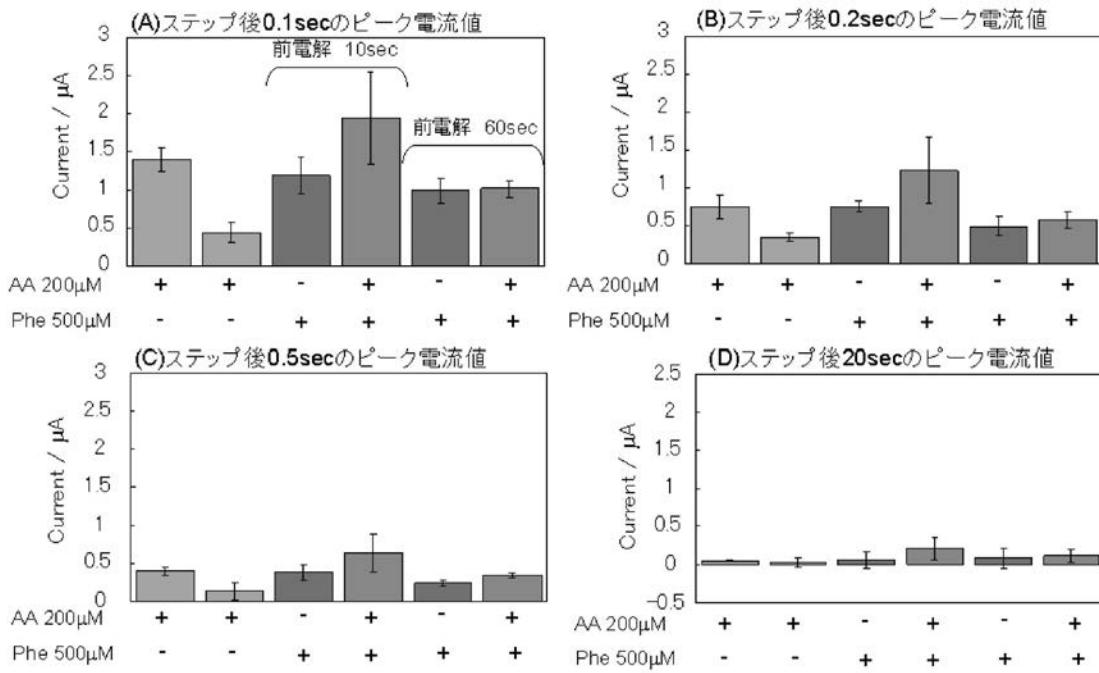 (A)ステップ後0.1secのピーク電流値
3
2.5
2
1.5
1
0.5
0
Current / μA
前電解 10sec
前電解 60sec
AA 200μM + + - + - +
Phe 500μM - - + + + +
(B)ステップ後0.2secのピーク電流値
3
2.5
2
1.5
1
0.5
0
Current / μA
AA 200μM + + - + - +
Phe 500μM - - + + + +
(C)ステップ後0.5secのピーク電流値
3
2.5
2
1.5
1
0.5
0
Current / μA
AA 200μM + + - + - +
Phe 500μM - - + + + +
(D)ステップ後20secのピーク電流値
2.5
2
1.5
1
0.5
0
-0.5
Current / μA
AA 200μM + + - + - +
Phe 500μM - - + + + +